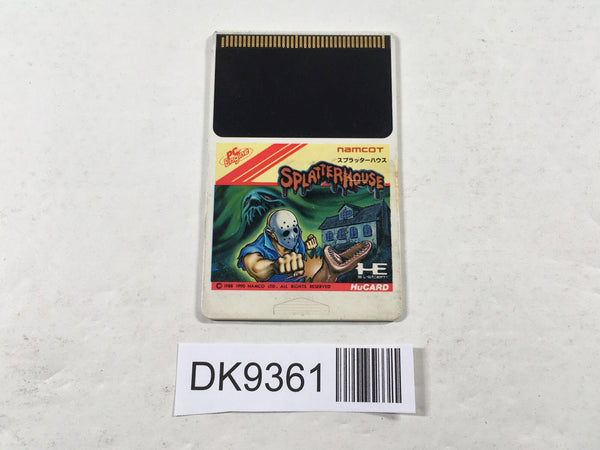 PC Engine
namcot
スプラッターハウス
SPLATTERHOUSE
HE SYSTEM
© 1988 1990 NAMCO LTD., ALL RIGHTS RESERVED
HuCARD
DK9361